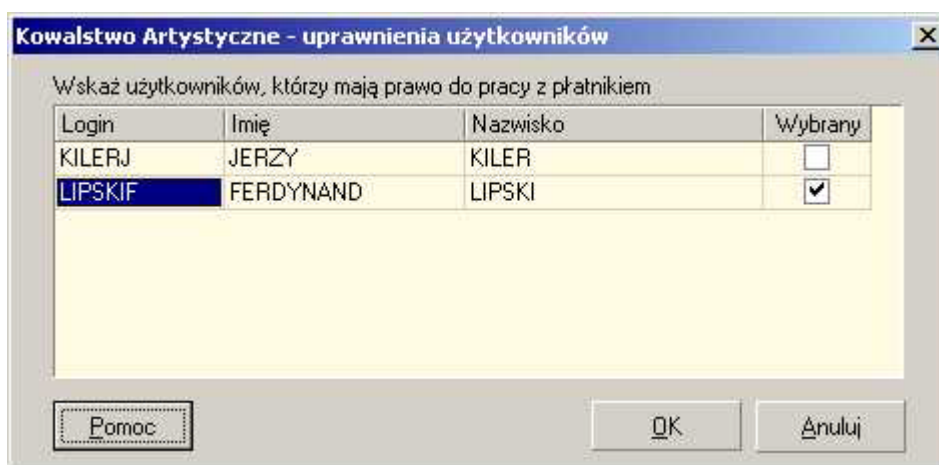 Kowalstwo Artystyczne - uprawnienia użytkowników
Wskaż użytkowników, którzy mają prawo do pracy z płatnikiem
Login Imię Nazwisko Wybrany
KILERJ JERZY KILER
LIPSKIF FERDYNAND LIPSKI
Pomoc OK Anuluj